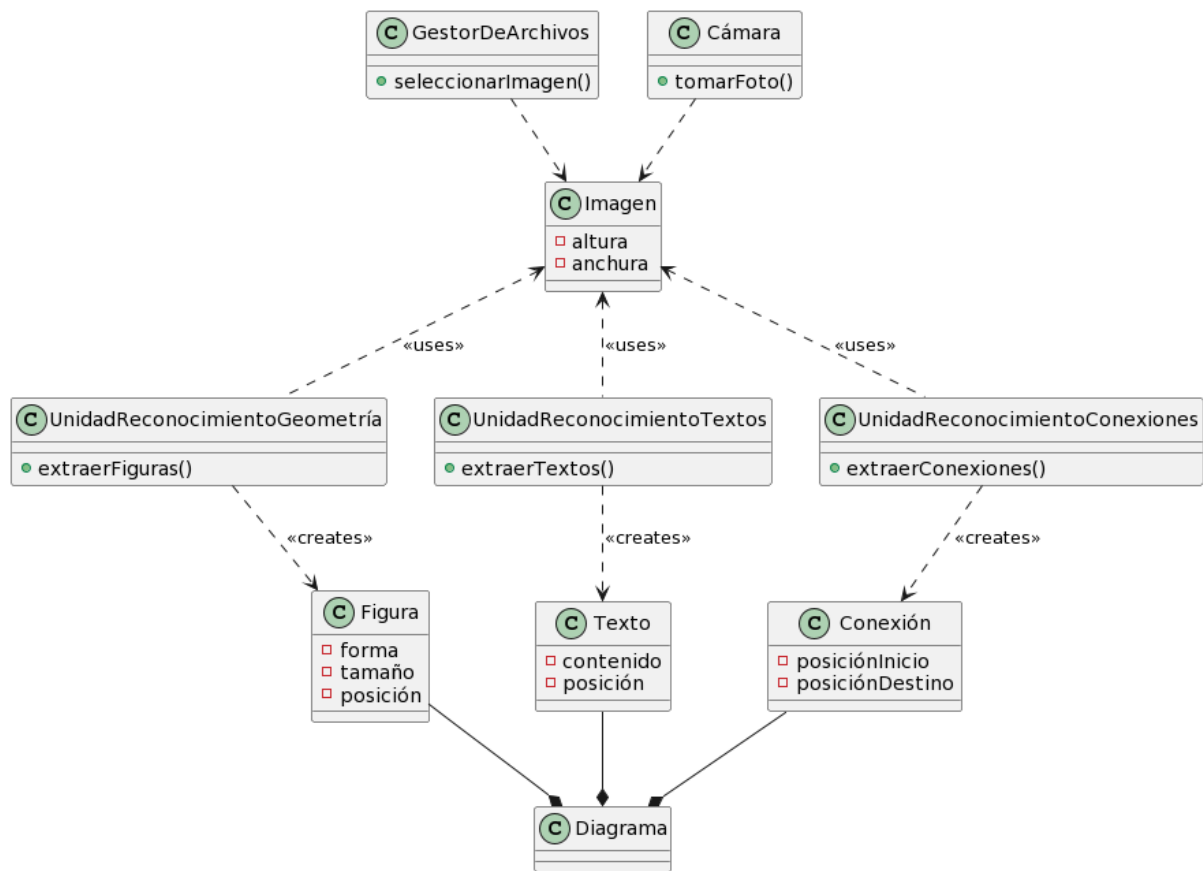 C GestorDeArchivos
seleccionarImagen()
C Cámara
tomarFoto()
C Imagen
altura
anchura
«uses»
«uses»
«uses»
C UnidadReconocimientoGeometría
extraerFiguras()
C UnidadReconocimientoTextos
extraerTextos()
C UnidadReconocimientoConexiones
extraerConexiones()
«creates»
«creates»
«creates»
C Figura
forma
tamaño
posición
C Texto
contenido
posición
C Conexión
posiciónInicio
posiciónDestino
C Diagrama